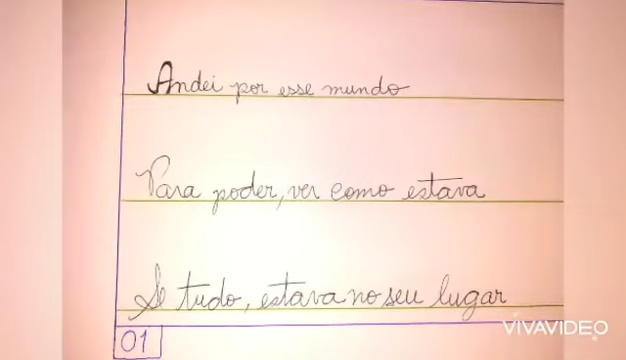 Andei por esse mundo
Para poder, ver como estava
Se tudo, estava no seu lugar
01
VIVAVIDEO